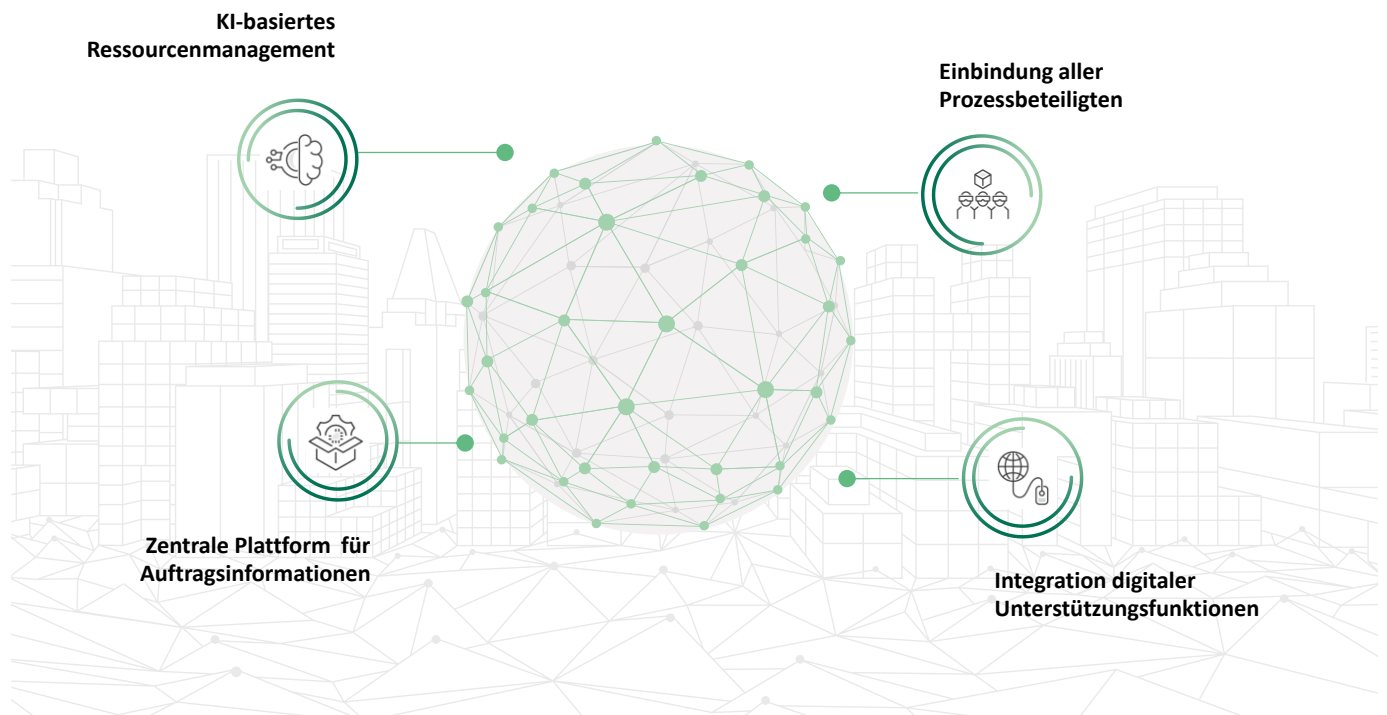 KI-basiertes
Ressourcenmanagement
Einbindung aller
Prozessbeteiligten
Zentrale Plattform für
Auftragsinformationen
Integration digitaler
Unterstützungsfunktionen